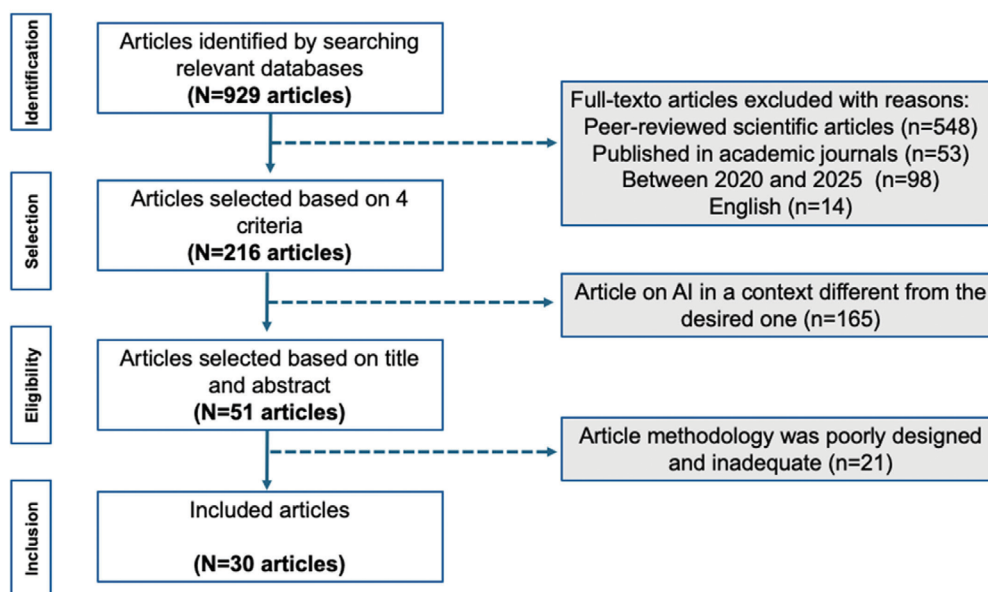 Identification
Articles identified by searching
relevant databases
(N=929 articles)
Full-texto articles excluded with reasons:
Peer-reviewed scientific articles (n=548)
Published in academic journals (n=53)
Between 2020 and 2025 (n=98)
English (n=14)
Selection
Articles selected based on 4
criteria
(N=216 articles)
Article on AI in a context different from the
desired one (n=165)
Eligibility
Articles selected based on title
and abstract
(N=51 articles)
Article methodology was poorly designed
and inadequate (n=21)
Inclusion
Included articles
(N=30 articles)